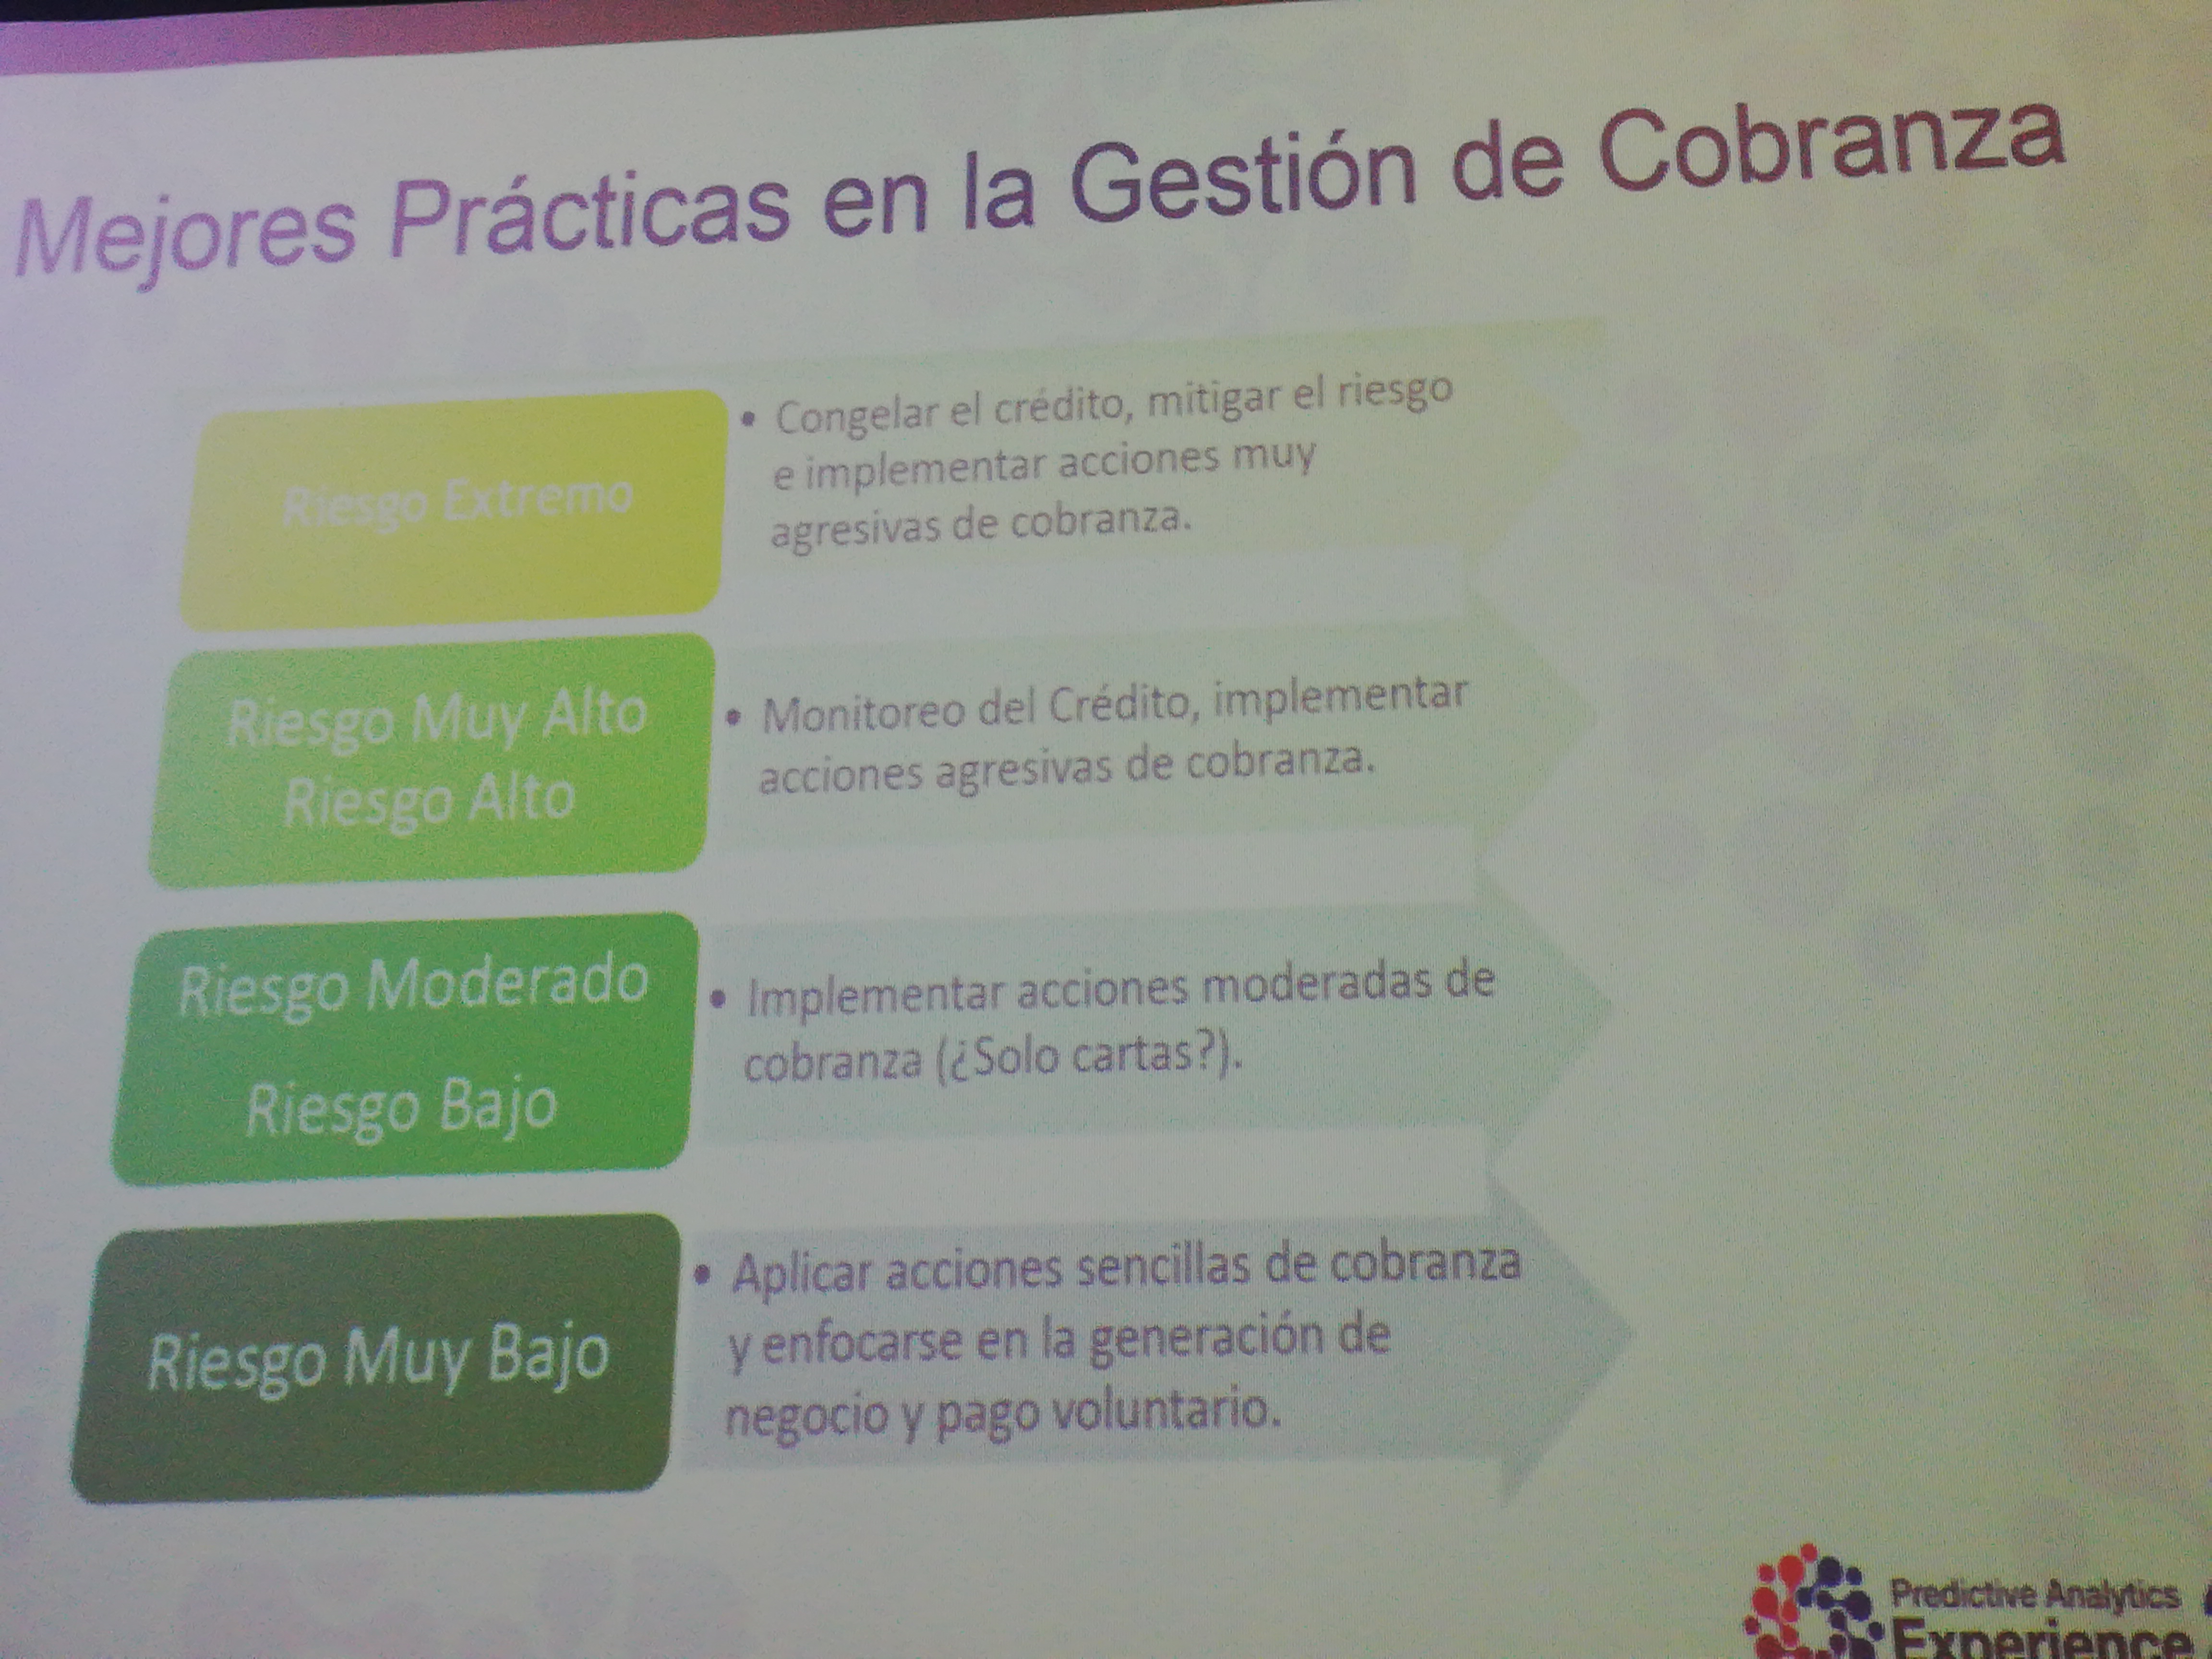 Mejores Prácticas en la Gestión de Cobranza
Riesgo Extremo
• Congelar el crédito, mitigar el riesgo
e implementar acciones muy
agresivas de cobranza.
Riesgo Muy Alto
Riesgo Alto
• Monitoreo del Crédito, implementar
acciones agresivas de cobranza.
Riesgo Moderado
Riesgo Bajo
• Implementar acciones moderadas de
cobranza (¿Solo cartas?).
Riesgo Muy Bajo
• Aplicar acciones sencillas de cobranza
y enfocarse en la generación de
negocio y pago voluntario.
Predictive Analytics
Experience